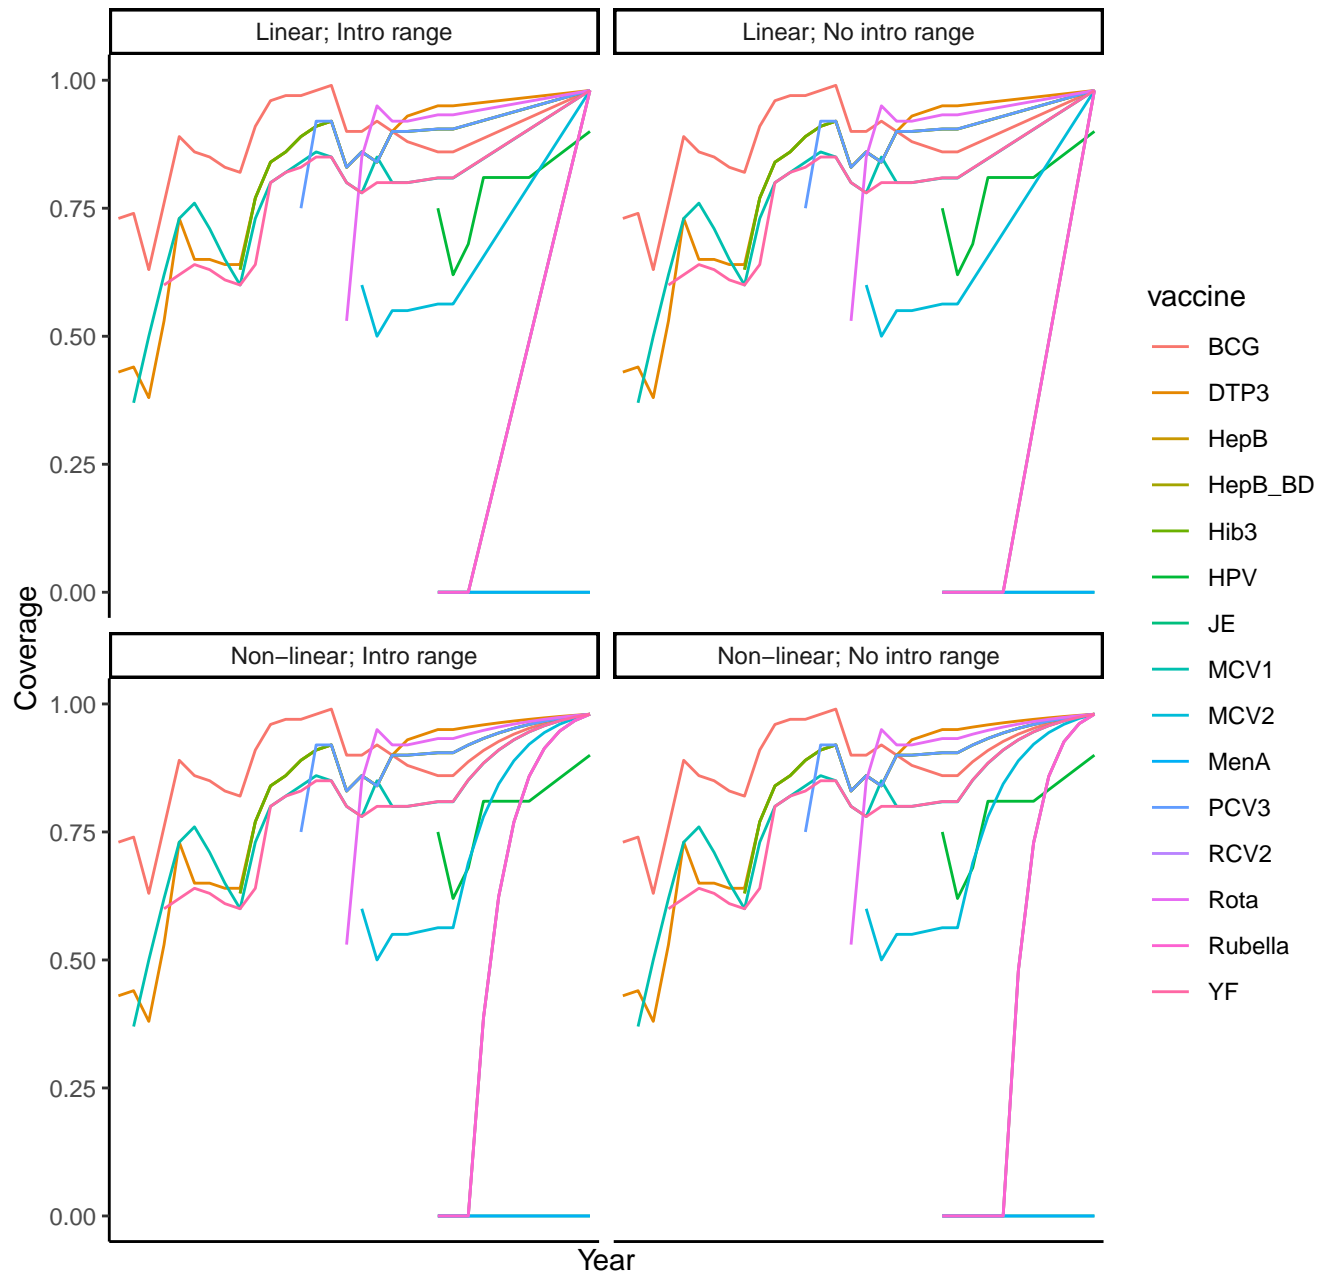 Linear; Intro range
Linear; No intro range
1.00
0.75
0.50
0.25
0.00
Non−linear; Intro range
Non−linear; No intro range
1.00
0.75
0.50
0.25
0.00
Coverage
Year
vaccine
BCG
DTP3
HepB
HepB_BD
Hib3
HPV
JE
MCV1
MCV2
MenA
PCV3
RCV2
Rota
Rubella
YF